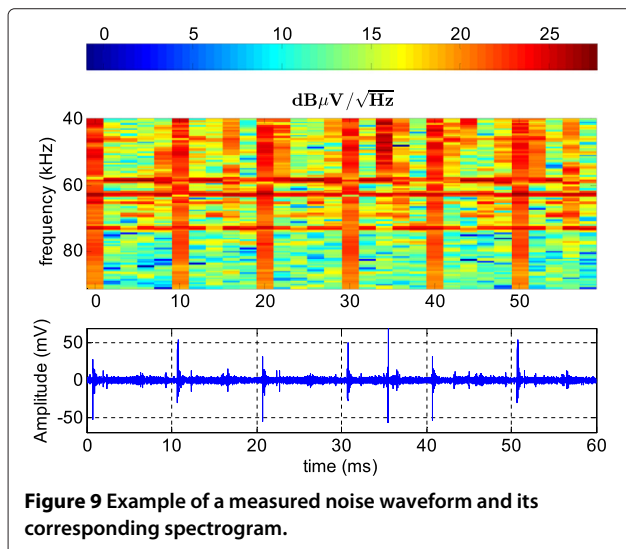 0 5 10 15 20 25
dBμV/√Hz
frequency (kHz)
40
60
80
0 10 20 30 40 50
Amplitude (mV)
50
0
-50
0 10 20 30 40 50 60
time (ms)
Figure 9 Example of a measured noise waveform and its
corresponding spectrogram.